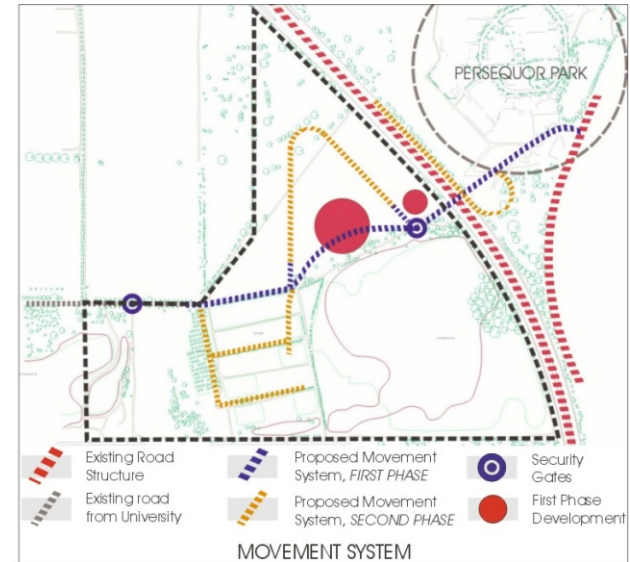 PERSEQUOR PARK
Existing Road
Structure
Proposed Movement
System, FIRST PHASE
Security
Gates
Existing road
from University
Proposed Movement
System, SECOND PHASE
First Phase
Development
MOVEMENT SYSTEM